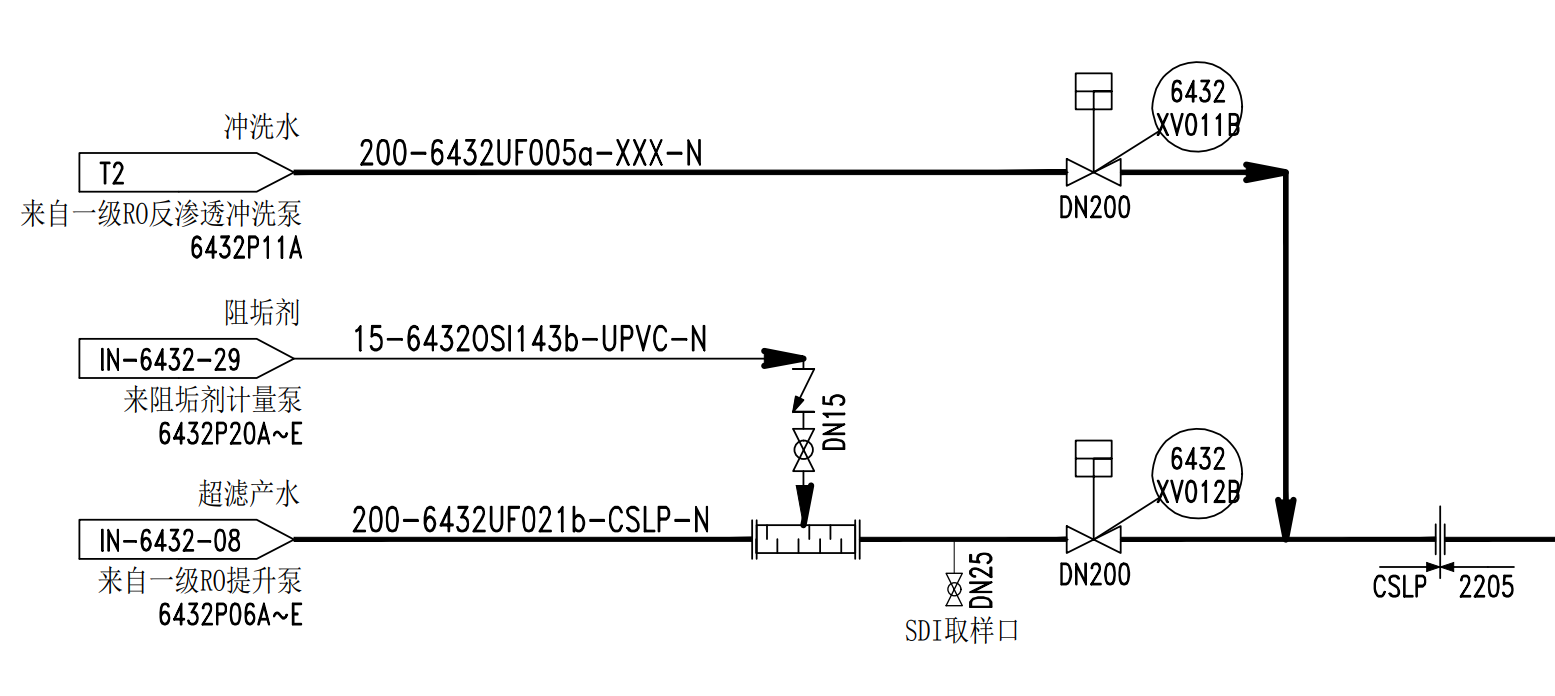 冲洗水
200-6432UF005a-XXX-N
6432
XV011B
T2
DN200
来自一级RO反渗透冲洗泵
6432P11A
阻垢剂
15-6432OSI143b-UPVC-N
IN-6432-29
来阻垢剂计量泵
6432P20A~E
DN15
超滤产水
200-6432UF021b-CSLP-N
6432
XV012B
IN-6432-08
DN25
DN200
来自一级RO提升泵
6432P06A~E
CSLP
2205
SDI取样口